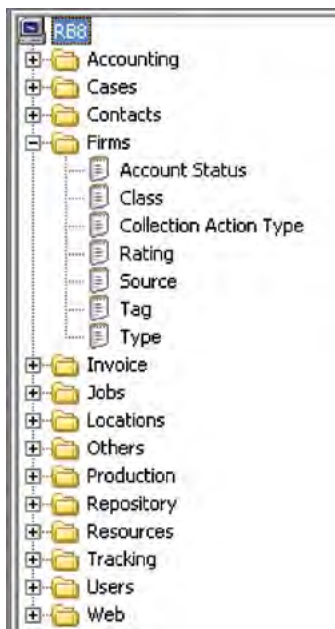 RB8
Accounting
Cases
Contacts
Firms
Account Status
Class
Collection Action Type
Rating
Source
Tag
Type
Invoice
Jobs
Locations
Others
Production
Repository
Resources
Tracking
Users
Web